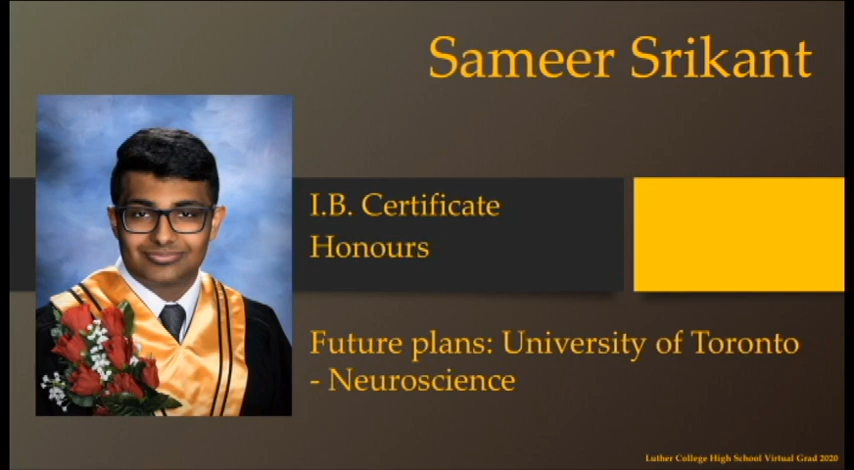 Sameer Srikant
I.B. Certificate
Honours
Future plans: University of Toronto
- Neuroscience
Luther College High School Virtual Grad 2020